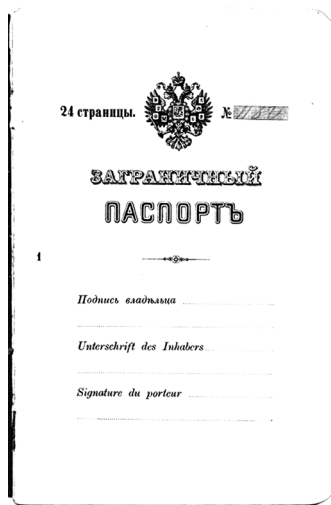 24 страницы. №
ЗАГРАНИЧНЫЙ
ПАСПОРТЪ
1
Подпись владѣльца
Unterschrift des Inhabers
Signature du porteur